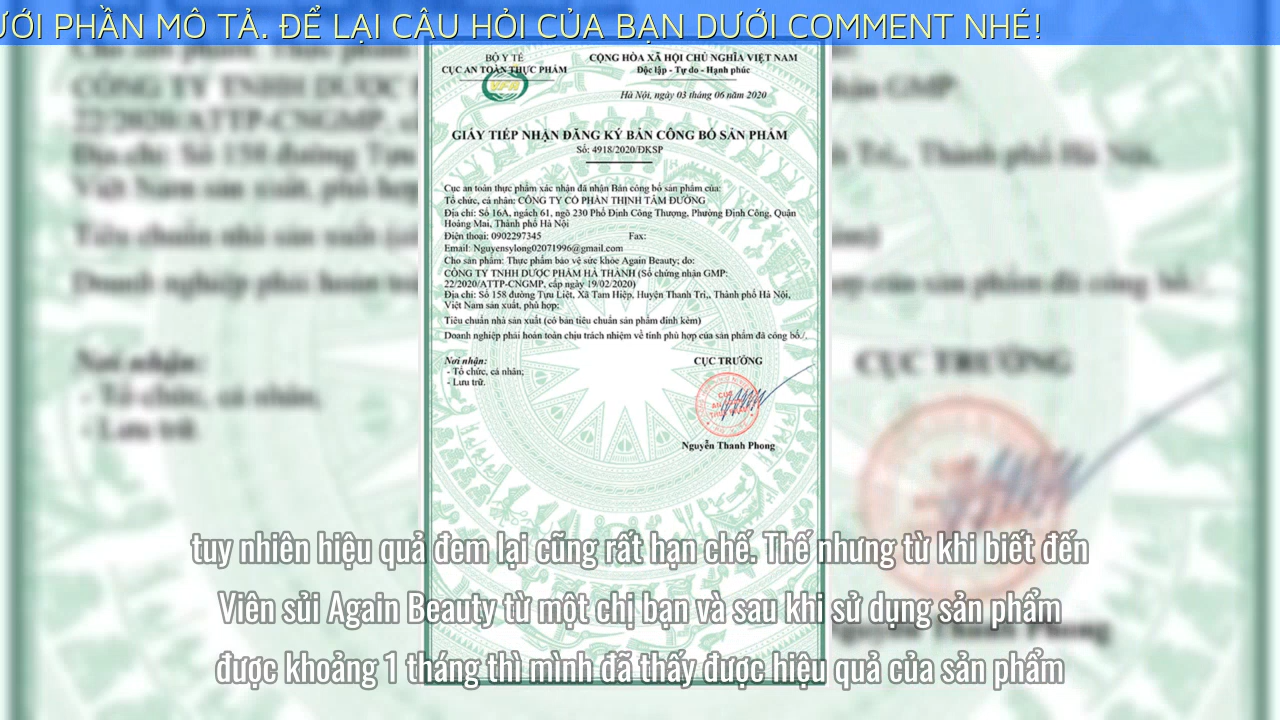 ƯỚI PHẦN MÔ TẢ. ĐỂ LẠI CÂU HỎI CỦA BẠN DƯỚI COMMENT NHÉ!
BỘ Y TẾ
CỤC AN TOÀN THỰC PHẨM
CỘNG HÒA XÃ HỘI CHỦ NGHĨA VIỆT NAM
Độc lập - Tự do - Hạnh phúc
Hà Nội, ngày 03 tháng 06 năm 2020
GIẤY TIẾP NHẬN ĐĂNG KÝ BẢN CÔNG BỐ SẢN PHẨM
Số: 4918/2020/ĐKSP
Cục an toàn thực phẩm xác nhận đã nhận Bản công bố sản phẩm của:
Tổ chức, cá nhân: CÔNG TY CỔ PHẦN THỊNH TÂM ĐƯỜNG
Địa chỉ: Số 16A, ngách 61, ngõ 230 Phố Định Công Thượng, Phường Định Công, Quận
Hoàng Mai, Thành phố Hà Nội
Điện thoại: 0902297345 Fax:
Email: Nguyensylong02071996@gmail.com
Cho sản phẩm: Thực phẩm bảo vệ sức khỏe Again Beauty; do:
CÔNG TY TNHH DƯỢC PHẨM HÀ THÀNH (Số chứng nhận GMP:
22/2020/ATTP-CNGMP, cấp ngày 19/02/2020)
Địa chỉ: Số 158 đường Tựu Liệt, Xã Tam Hiệp, Huyện Thanh Trì,, Thành phố Hà Nội,
Việt Nam sản xuất, phù hợp:
Tiêu chuẩn nhà sản xuất (có bản tiêu chuẩn sản phẩm đính kèm)
Doanh nghiệp phải hoàn toàn chịu trách nhiệm về tính phù hợp của sản phẩm đã công bố./.
Nơi nhận:
- Tổ chức, cá nhân;
- Lưu trữ.
CỤC TRƯỞNG
Nguyễn Thanh Phong
tuy nhiên hiệu quả đem lại cũng rất hạn chế. Thế nhưng từ khi biết đến
Viên sủi Again Beauty từ một chị bạn và sau khi sử dụng sản phẩm
được khoảng 1 tháng thì mình đã thấy được hiệu quả của sản phẩm